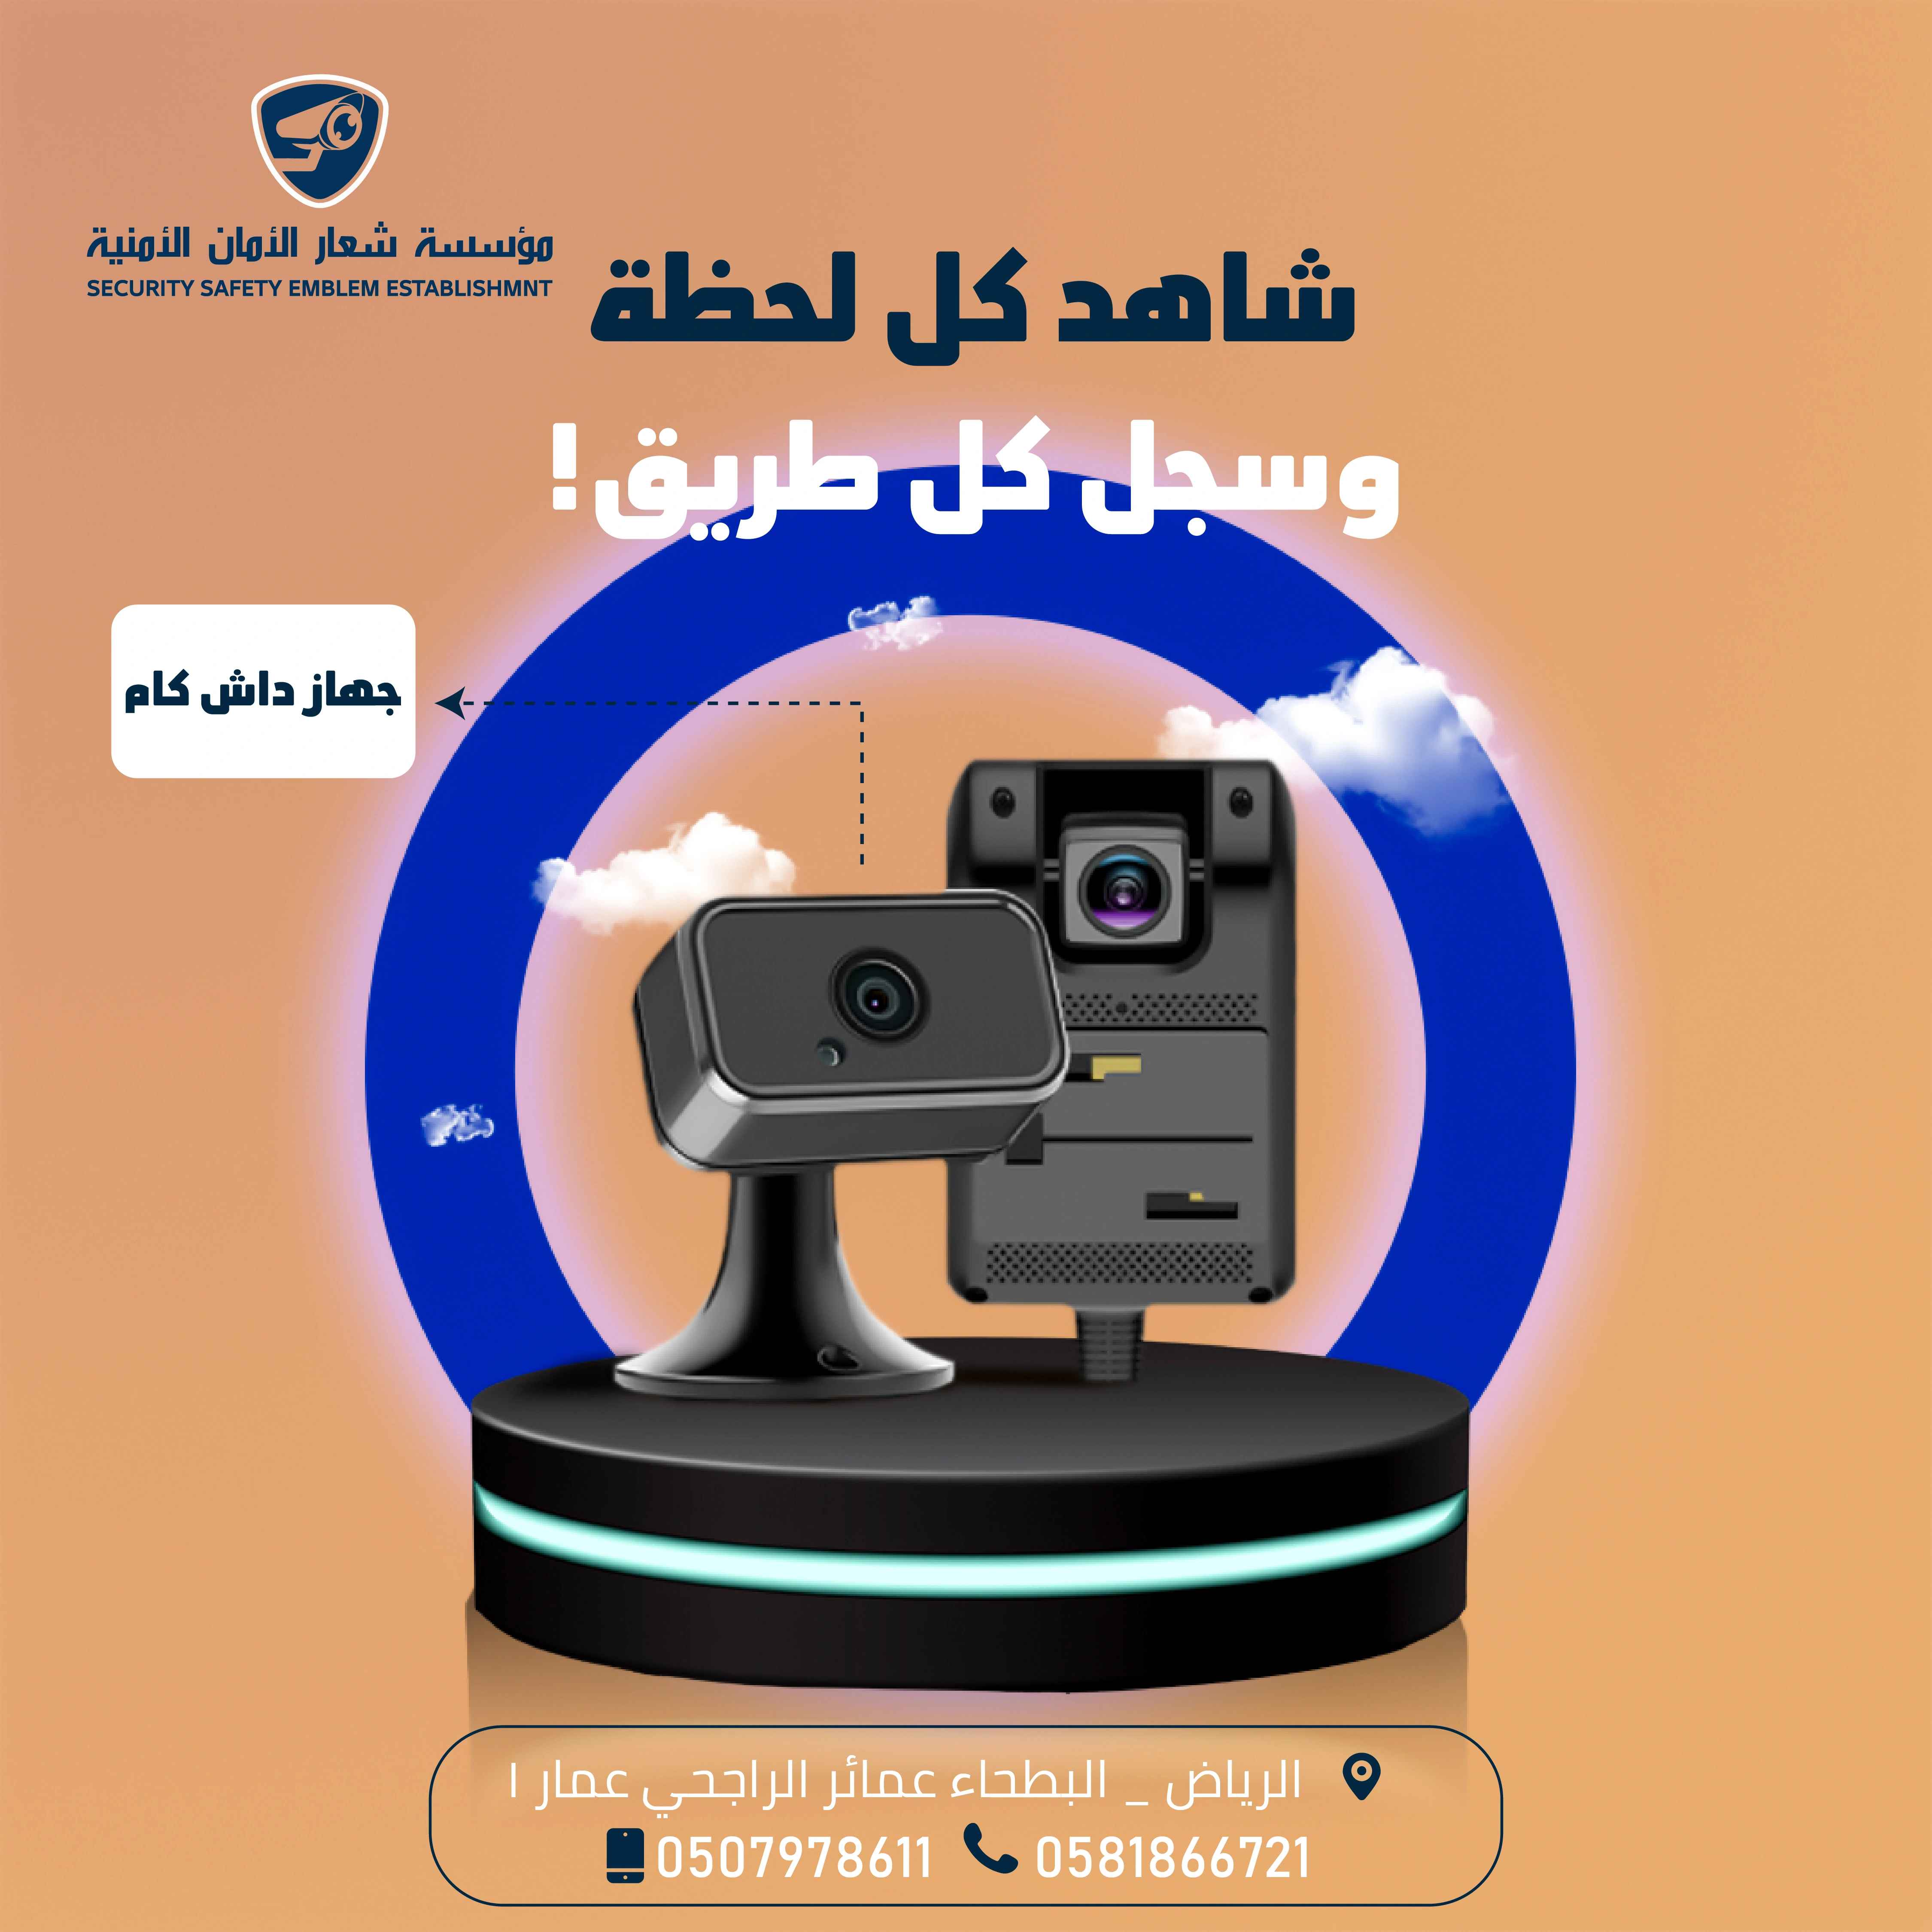 مؤسسة شعار الأمان الأمنية
SECURITY SAFETY EMBLEM ESTABLISHMNT
شاهد كل لحظة
وسجل كل طريق!
جهاز داش كام
الرياض _ البطحاء عمائر الراجحي عمار ١
0507978611 0581866721